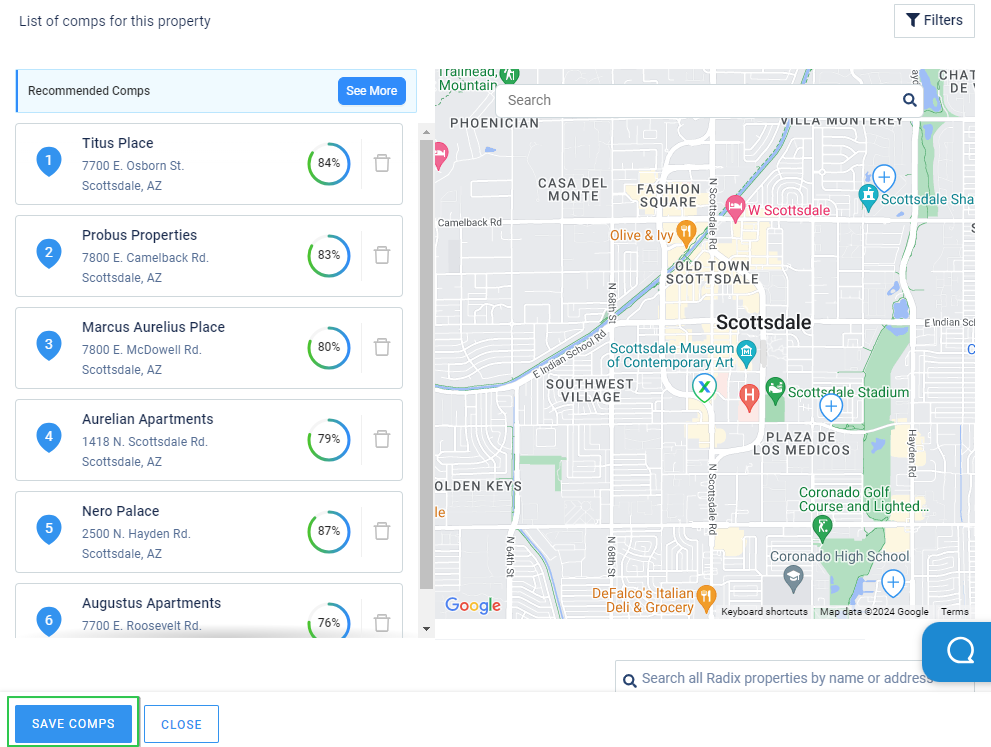 List of comps for this property
Filters
Recommended Comps
See More
1
Titus Place
7700 E. Osborn St.
Scottsdale, AZ
84%
2
Probus Properties
7800 E. Camelback Rd.
Scottsdale, AZ
83%
3
Marcus Aurelius Place
7800 E. McDowell Rd.
Scottsdale, AZ
80%
4
Aurelian Apartments
1418 N. Scottsdale Rd.
Scottsdale, AZ
79%
5
Nero Palace
2500 N. Hayden Rd.
Scottsdale, AZ
87%
6
Augustus Apartments
7700 E. Roosevelt Rd.
76%
Trailhead,
Mountain
Search
CHAT
DE V
ayd
PHOENICIAN
VILLA MONTEREY
CASA DEL
MONTE
FASHION
SQUARE
N Scottsdale Rd
W Scottsdale
Scottsdale Sha
Camelback Rd
Olive & Ivy
OLD TOWN
SCOTTSDALE
N 68th St
Scottsdale
E Indian Sc
E Indian School Rd
Scottsdale Museum
of Contemporary Art
C
SOUTHWEST
VILLAGE
X
H
Scottsdale Stadium
PLAZA DE
LOS MEDICOS
Hayden Rd
N Scottsdale Rd
OLDEN KEYS
le
Coronado Golf
Course and Lighted...
N 64th St
N 68th St
Coronado High School
DeFalco's Italian
Deli & Grocery
Google
Keyboard shortcuts
Map data ©2024 Google
Terms
Search all Radix properties by name or address
SAVE COMPS
CLOSE